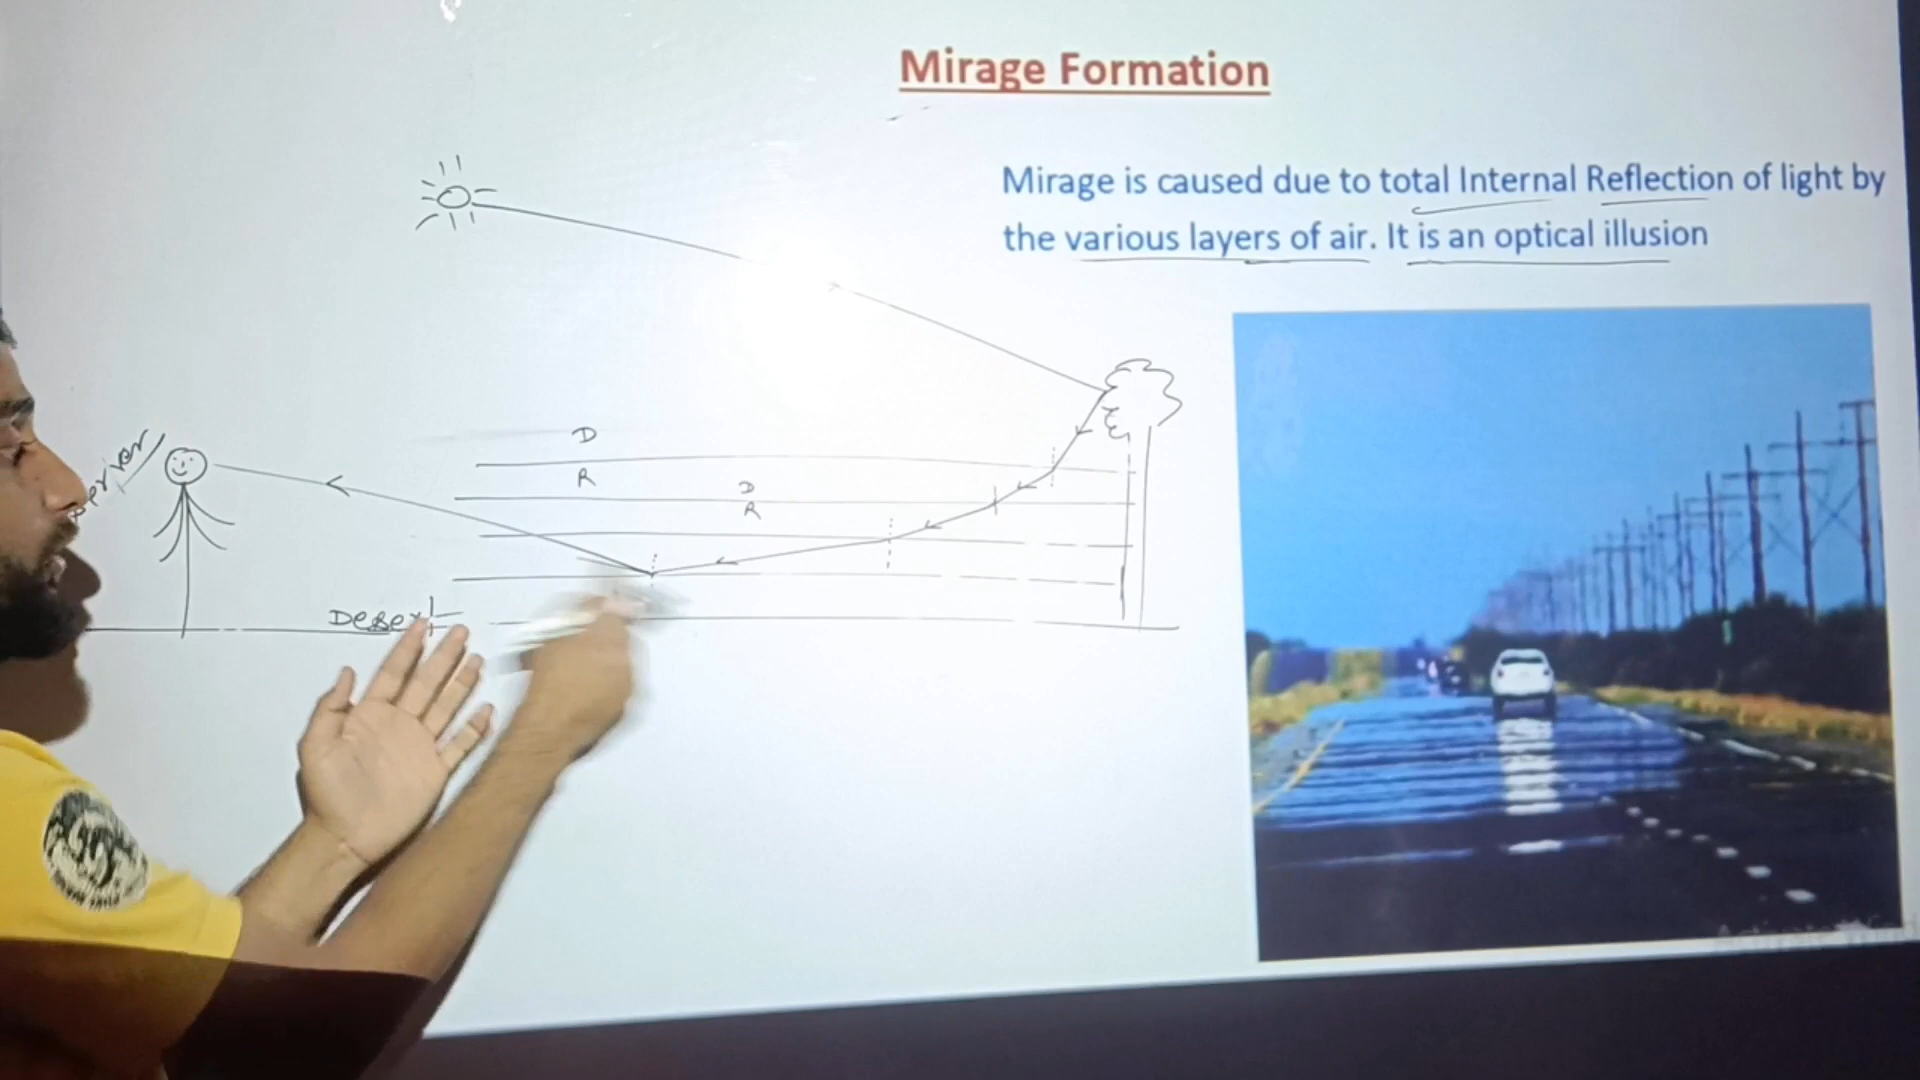 Mirage Formation
Mirage is caused due to total Internal Reflection of light by
the various layers of air. It is an optical illusion
D
R
D
R
Desert